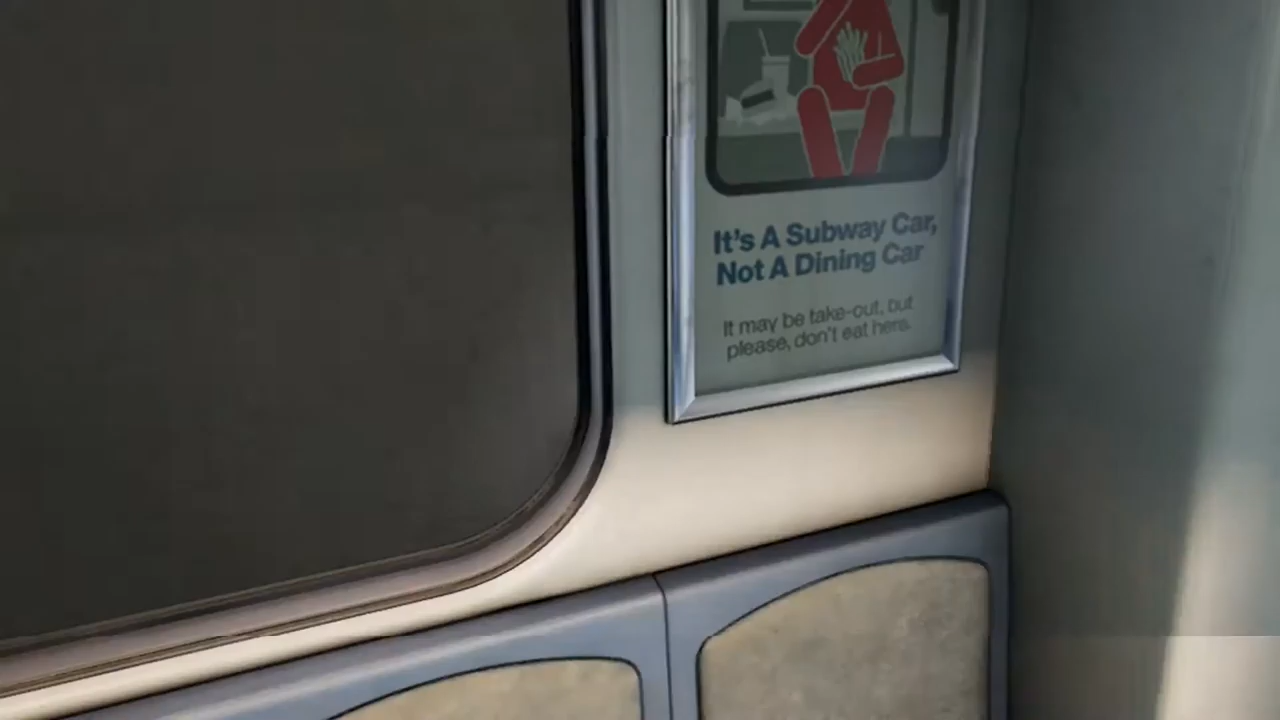 It's A Subway Car,
Not A Dining Car
It may be take-out, but
please, don't eat here.